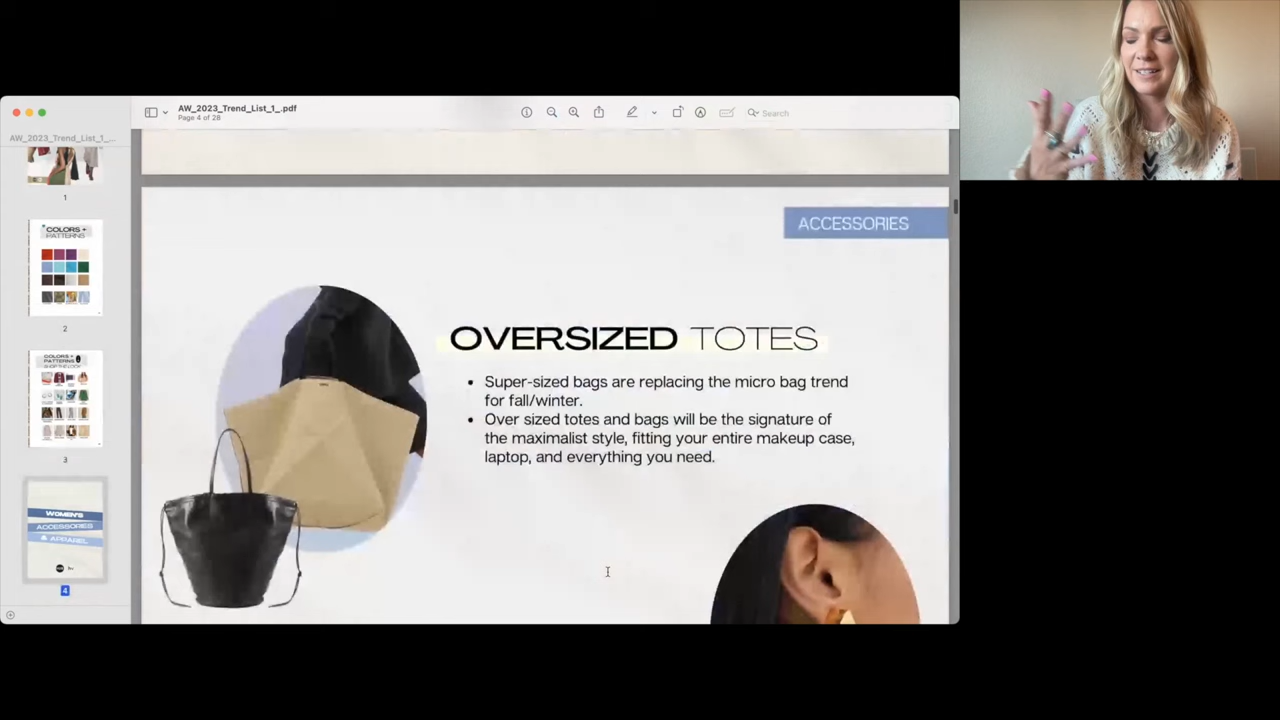 AW_2023_Trend_List_1_.pdf
Page 4 of 28
Search
AW_2023_Trend_List_1_...
1
COLORS +
PATTERNS
2
COLORS +
PATTERNS
3
WOMEN'S
ACCESSORIES
& APPAREL
4
ACCESSORIES
OVERSIZED TOTES
• Super-sized bags are replacing the micro bag trend
for fall/winter.
• Over sized totes and bags will be the signature of
the maximalist style, fitting your entire makeup case,
laptop, and everything you need.